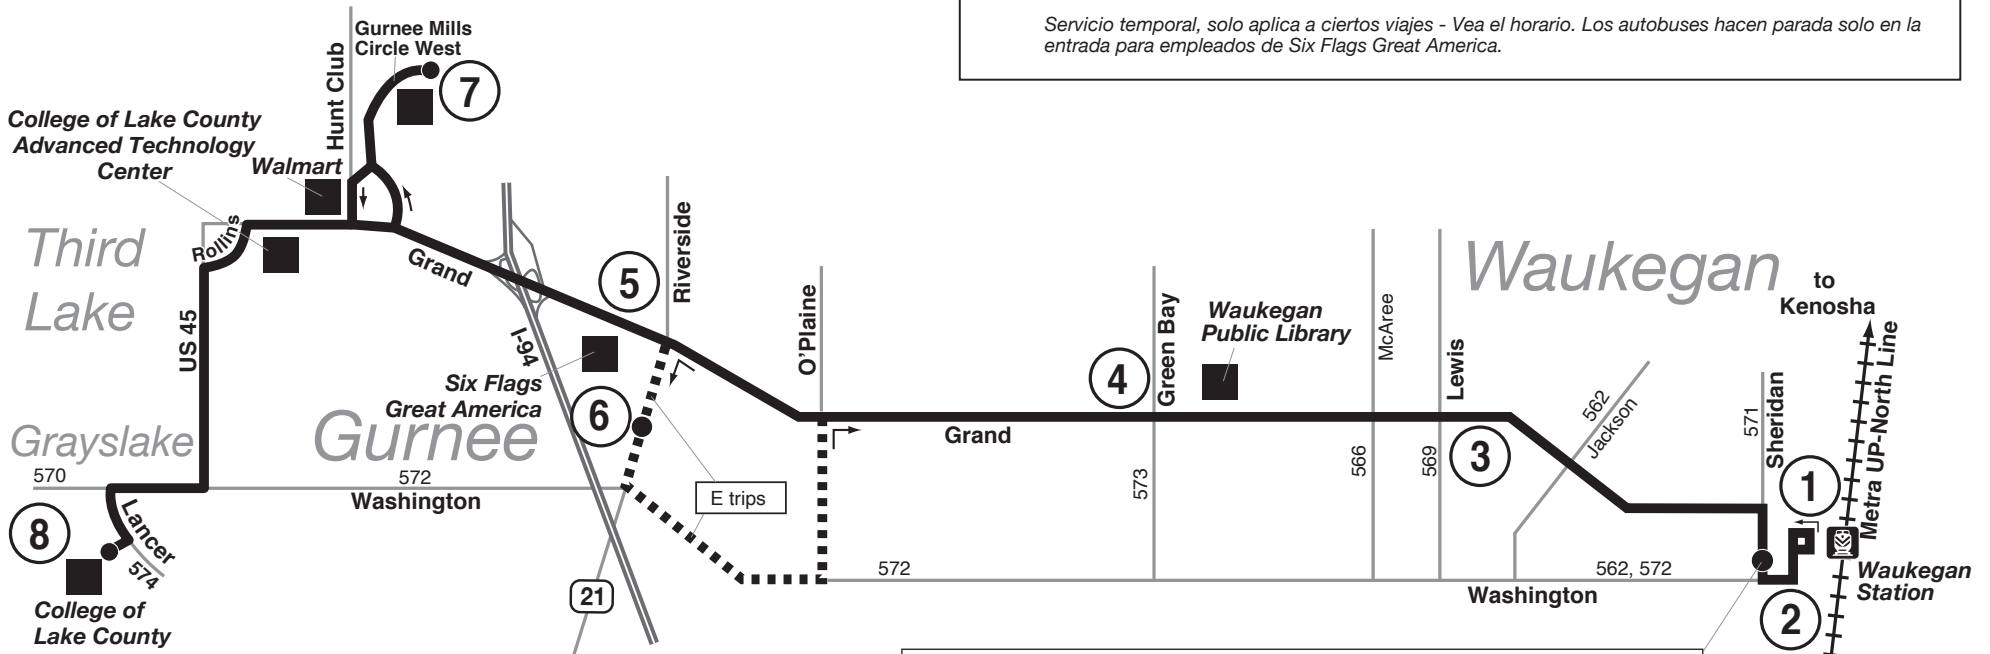 Servicio temporal, solo aplica a ciertos viajes - Vea el horario. Los autobuses hacen parada solo en la
entrada para empleados de Six Flags Great America.
Gurnee Mills
Circle West
Hunt Club
7
College of Lake County
Advanced Technology
Center
Walmart
Rollins
Third
Lake
Grand
5
Riverside
US 45
I-94
Six Flags
Great America
6
O'Plaine
4
Green Bay
Waukegan
Public Library
McAree
Lewis
Waukegan
to
Kenosha
Metra UP-North Line
Grayslake
Gurnee
570
572
Washington
E trips
Grand
573
566
569
3
562
Jackson
571
Sheridan
1
8
Lancer
574
College of
Lake County
21
572
562, 572
Washington
2
Waukegan
Station